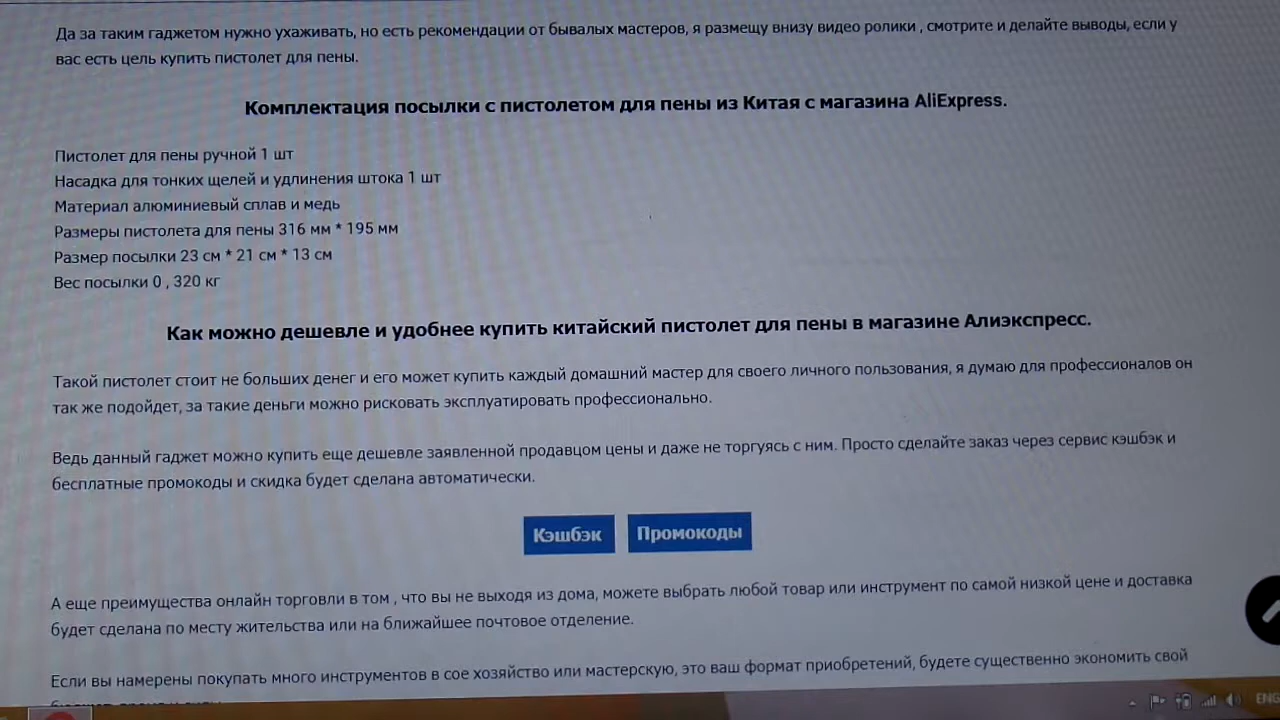 Да за таким гаджетом нужно ухаживать, но есть рекомендации от бывалых мастеров, я размещу внизу видео ролики , смотрите и делайте выводы, если у
вас есть цель купить пистолет для пены.
Комплектация посылки с пистолетом для пены из Китая с магазина AliExpress.
Пистолет для пены ручной 1 шт
Насадка для тонких щелей и удлинения штока 1 шт
Материал алюминиевый сплав и медь
Размеры пистолета для пены 316 мм * 195 мм
Размер посылки 23 см * 21 см * 13 см
Вес посылки 0 , 320 кг
Как можно дешевле и удобнее купить китайский пистолет для пены в магазине Алиэкспресс.
Такой пистолет стоит не больших денег и его может купить каждый домашний мастер для своего личного пользования, я думаю для профессионалов он
так же подойдет, за такие деньги можно рисковать эксплуатировать профессионально.
Ведь данный гаджет можно купить еще дешевле заявленной продавцом цены и даже не торгуясь с ним. Просто сделайте заказ через сервис кэшбэк и
бесплатные промокоды и скидка будет сделана автоматически.
Кэшбэк Промокоды
А еще преимущества онлайн торговли в том , что вы не выходя из дома, можете выбрать любой товар или инструмент по самой низкой цене и доставка
будет сделана по месту жительства или на ближайшее почтовое отделение.
Если вы намерены покупать много инструментов в сое хозяйство или мастерскую, это ваш формат приобретений, будете существенно экономить свой
ENG